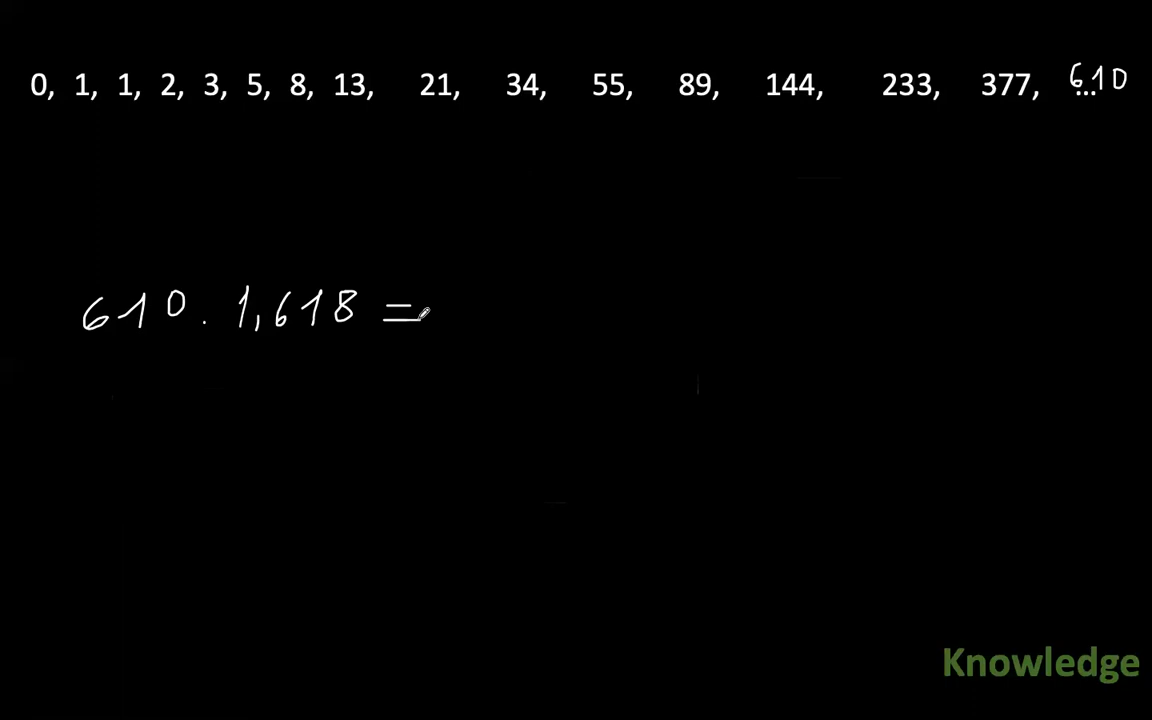 0, 1, 1, 2, 3, 5, 8, 13, 21, 34, 55, 89, 144, 233, 377, ... 610
610 . 1,618 =
Knowledge